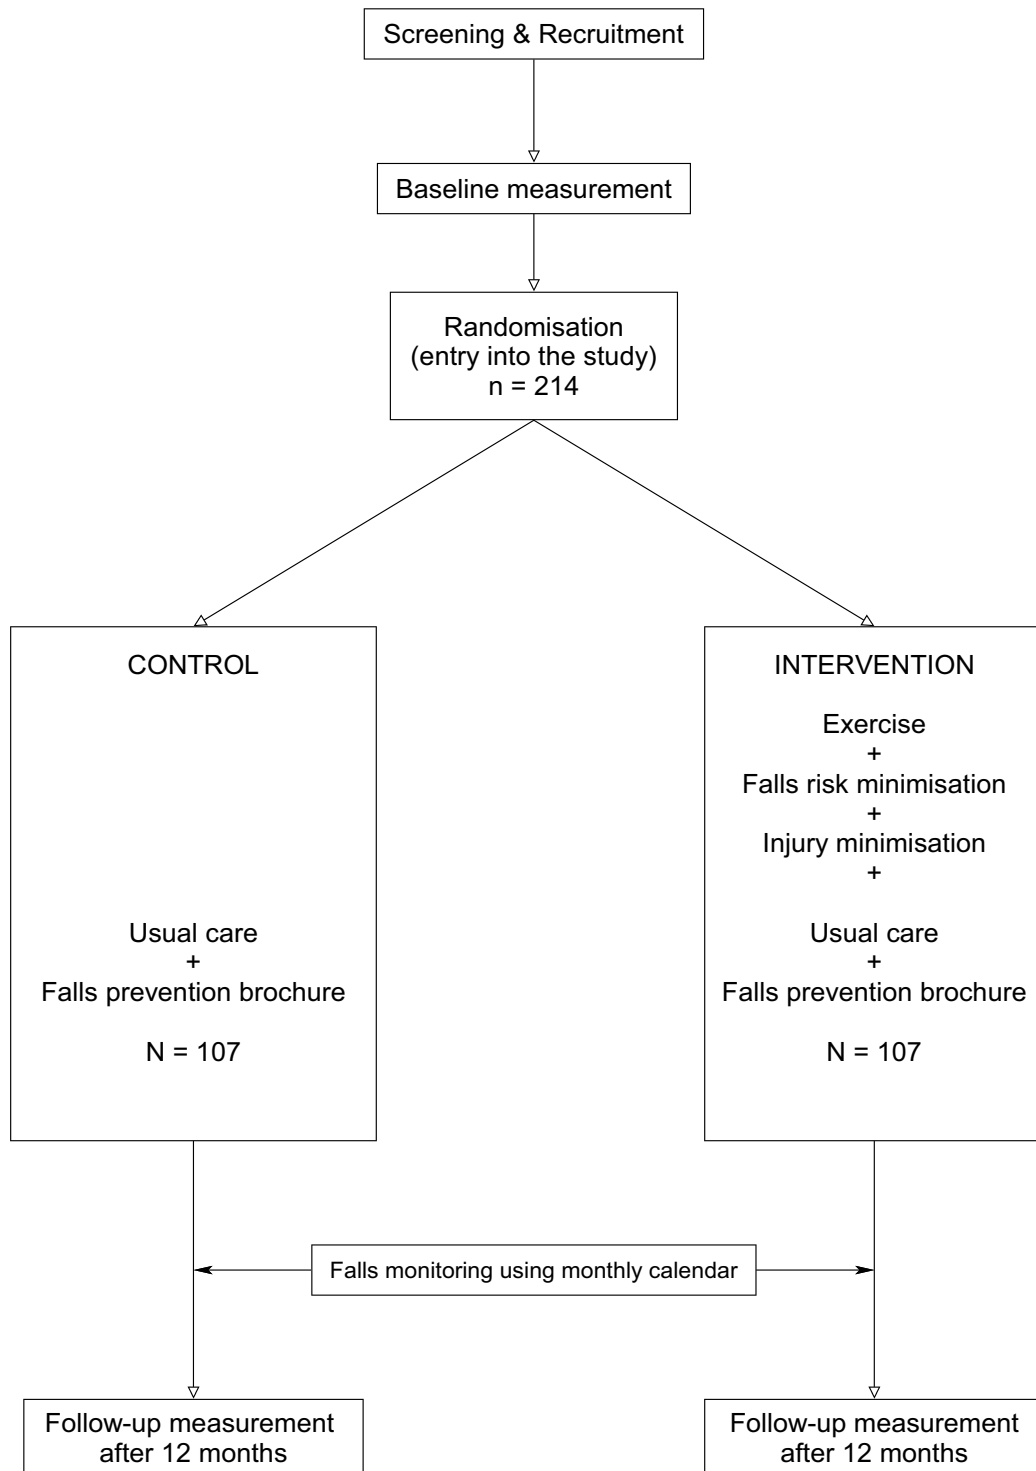 Screening & Recruitment
Baseline measurement
Randomisation
(entry into the study)
n = 214
CONTROL
Usual care
+
Falls prevention brochure
N = 107
INTERVENTION
Exercise
+
Falls risk minimisation
+
Injury minimisation
+
Usual care
+
Falls prevention brochure
N = 107
Falls monitoring using monthly calendar
Follow-up measurement
after 12 months
Follow-up measurement
after 12 months